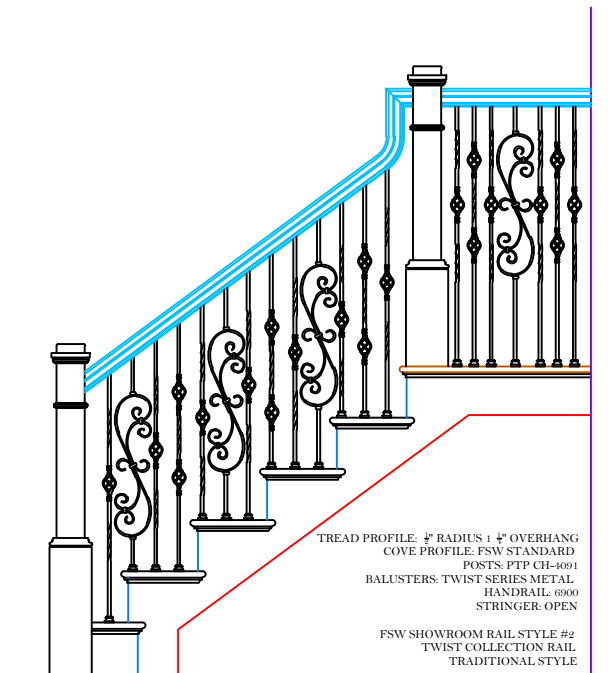 TREAD PROFILE: ½" RADIUS 1 ½" OVERHANG
COVE PROFILE: FSW STANDARD
POSTS: PTP CH-4091
BALUSTERS: TWIST SERIES METAL
HANDRAIL: 6900
STRINGER: OPEN
FSW SHOWROOM RAIL STYLE #2
TWIST COLLECTION RAIL
TRADITIONAL STYLE